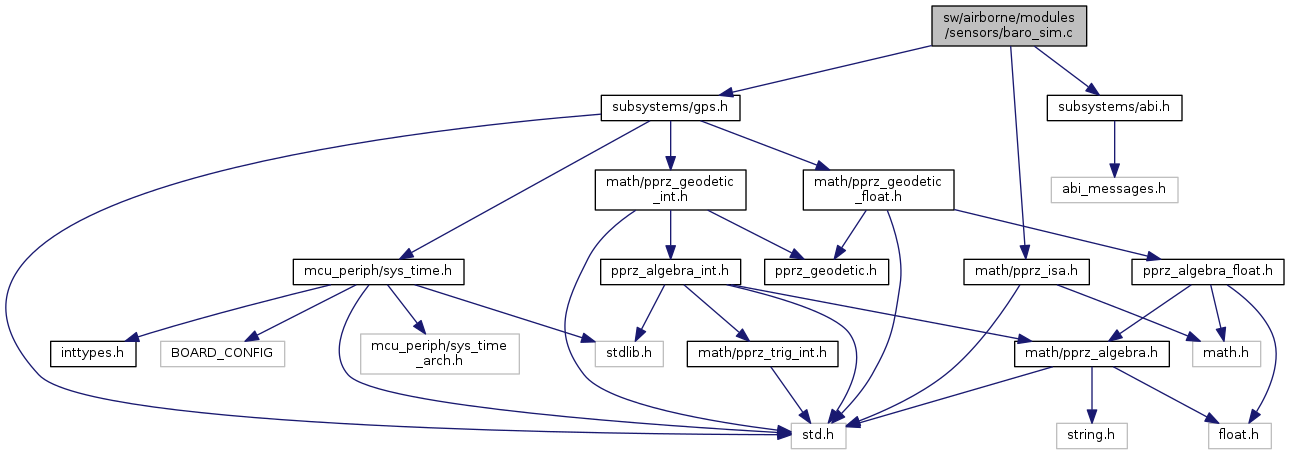 sw/airborne/modules
/sensors/baro_sim.c
subsystems/gps.h
subsystems/abi.h
math/pprz_geodetic
_int.h
math/pprz_geodetic
_float.h
abi_messages.h
mcu_periph/sys_time.h
pprz_algebra_int.h
pprz_geodetic.h
math/pprz_isa.h
pprz_algebra_float.h
inttypes.h
BOARD_CONFIG
mcu_periph/sys_time
_arch.h
stdlib.h
math/pprz_trig_int.h
math/pprz_algebra.h
math.h
std.h
string.h
float.h